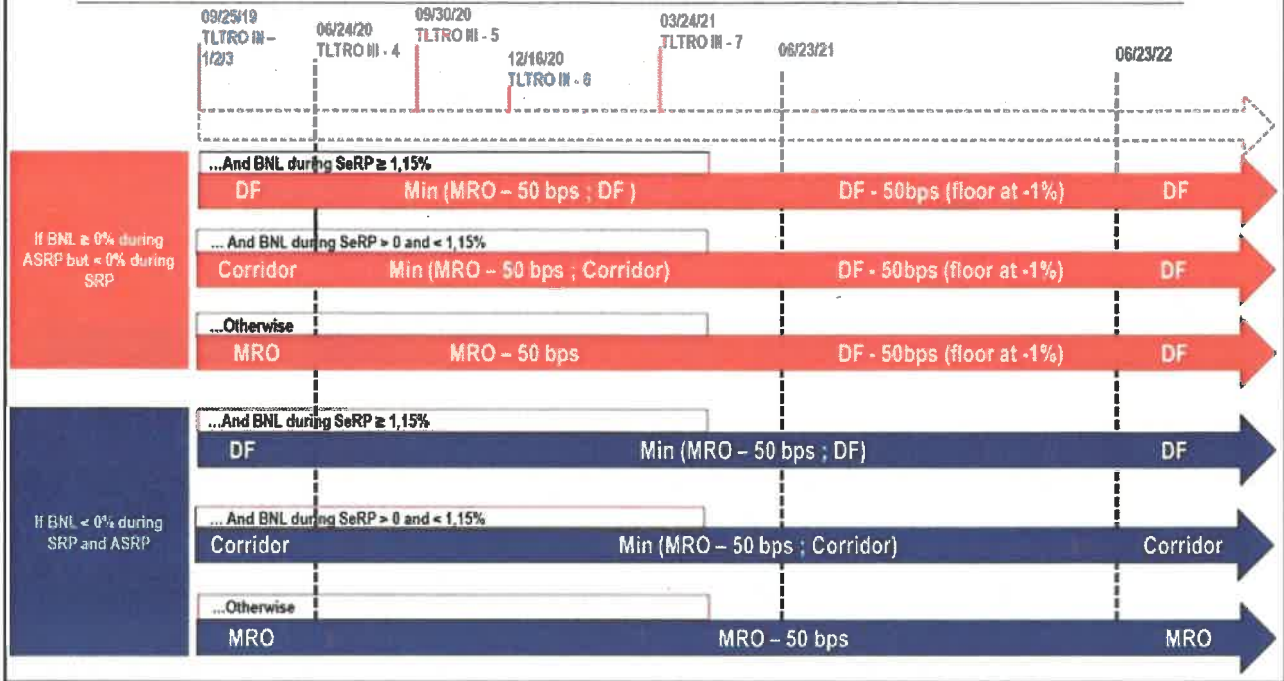 09/25/19
TLTRO III –
1/2/3
06/24/20
TLTRO III - 4
09/30/20
TLTRO III - 5
12/16/20
TLTRO III - 6
03/24/21
TLTRO III - 7
06/23/21
06/23/22
If BNL ≥ 0% during
ASRP but < 0% during
SRP
...And BNL during SeRP ≥ 1,15%
DF Min (MRO – 50 bps ; DF ) DF - 50bps (floor at -1%) DF
... And BNL during SeRP > 0 and < 1,15%
Corridor Min (MRO – 50 bps ; Corridor) DF - 50bps (floor at -1%) DF
...Otherwise
MRO MRO – 50 bps DF - 50bps (floor at -1%) DF
If BNL < 0% during
SRP and ASRP
...And BNL during SeRP ≥ 1,15%
DF Min (MRO – 50 bps ; DF) DF
... And BNL during SeRP > 0 and < 1,15%
Corridor Min (MRO – 50 bps ; Corridor) Corridor
...Otherwise
MRO MRO – 50 bps MRO